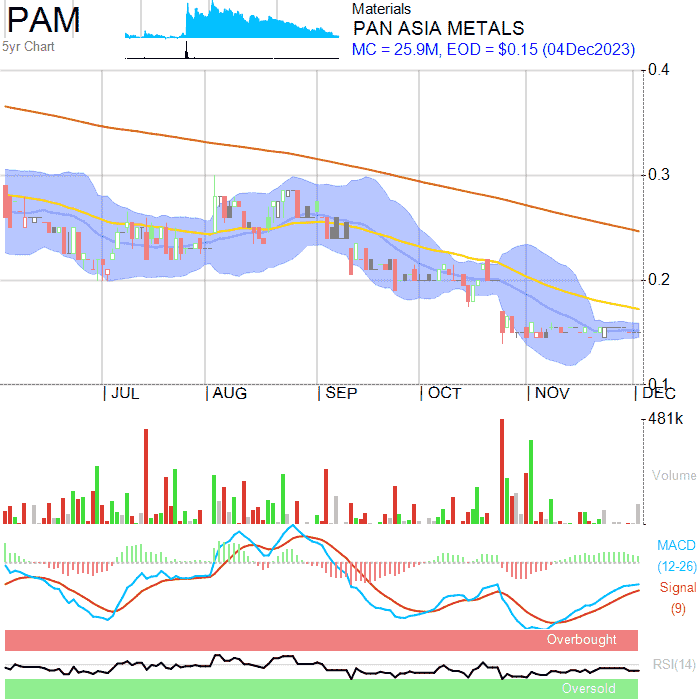 PAM
5yr Chart
Materials
PAN ASIA METALS
MC = 25.9M, EOD = $0.15 (04Dec2023)
0.4
0.3
0.2
0.1
JUL AUG SEP OCT NOV DEC
481k
Volume
MACD
(12-26)
Signal
(9)
Overbought
RSI(14)
Oversold